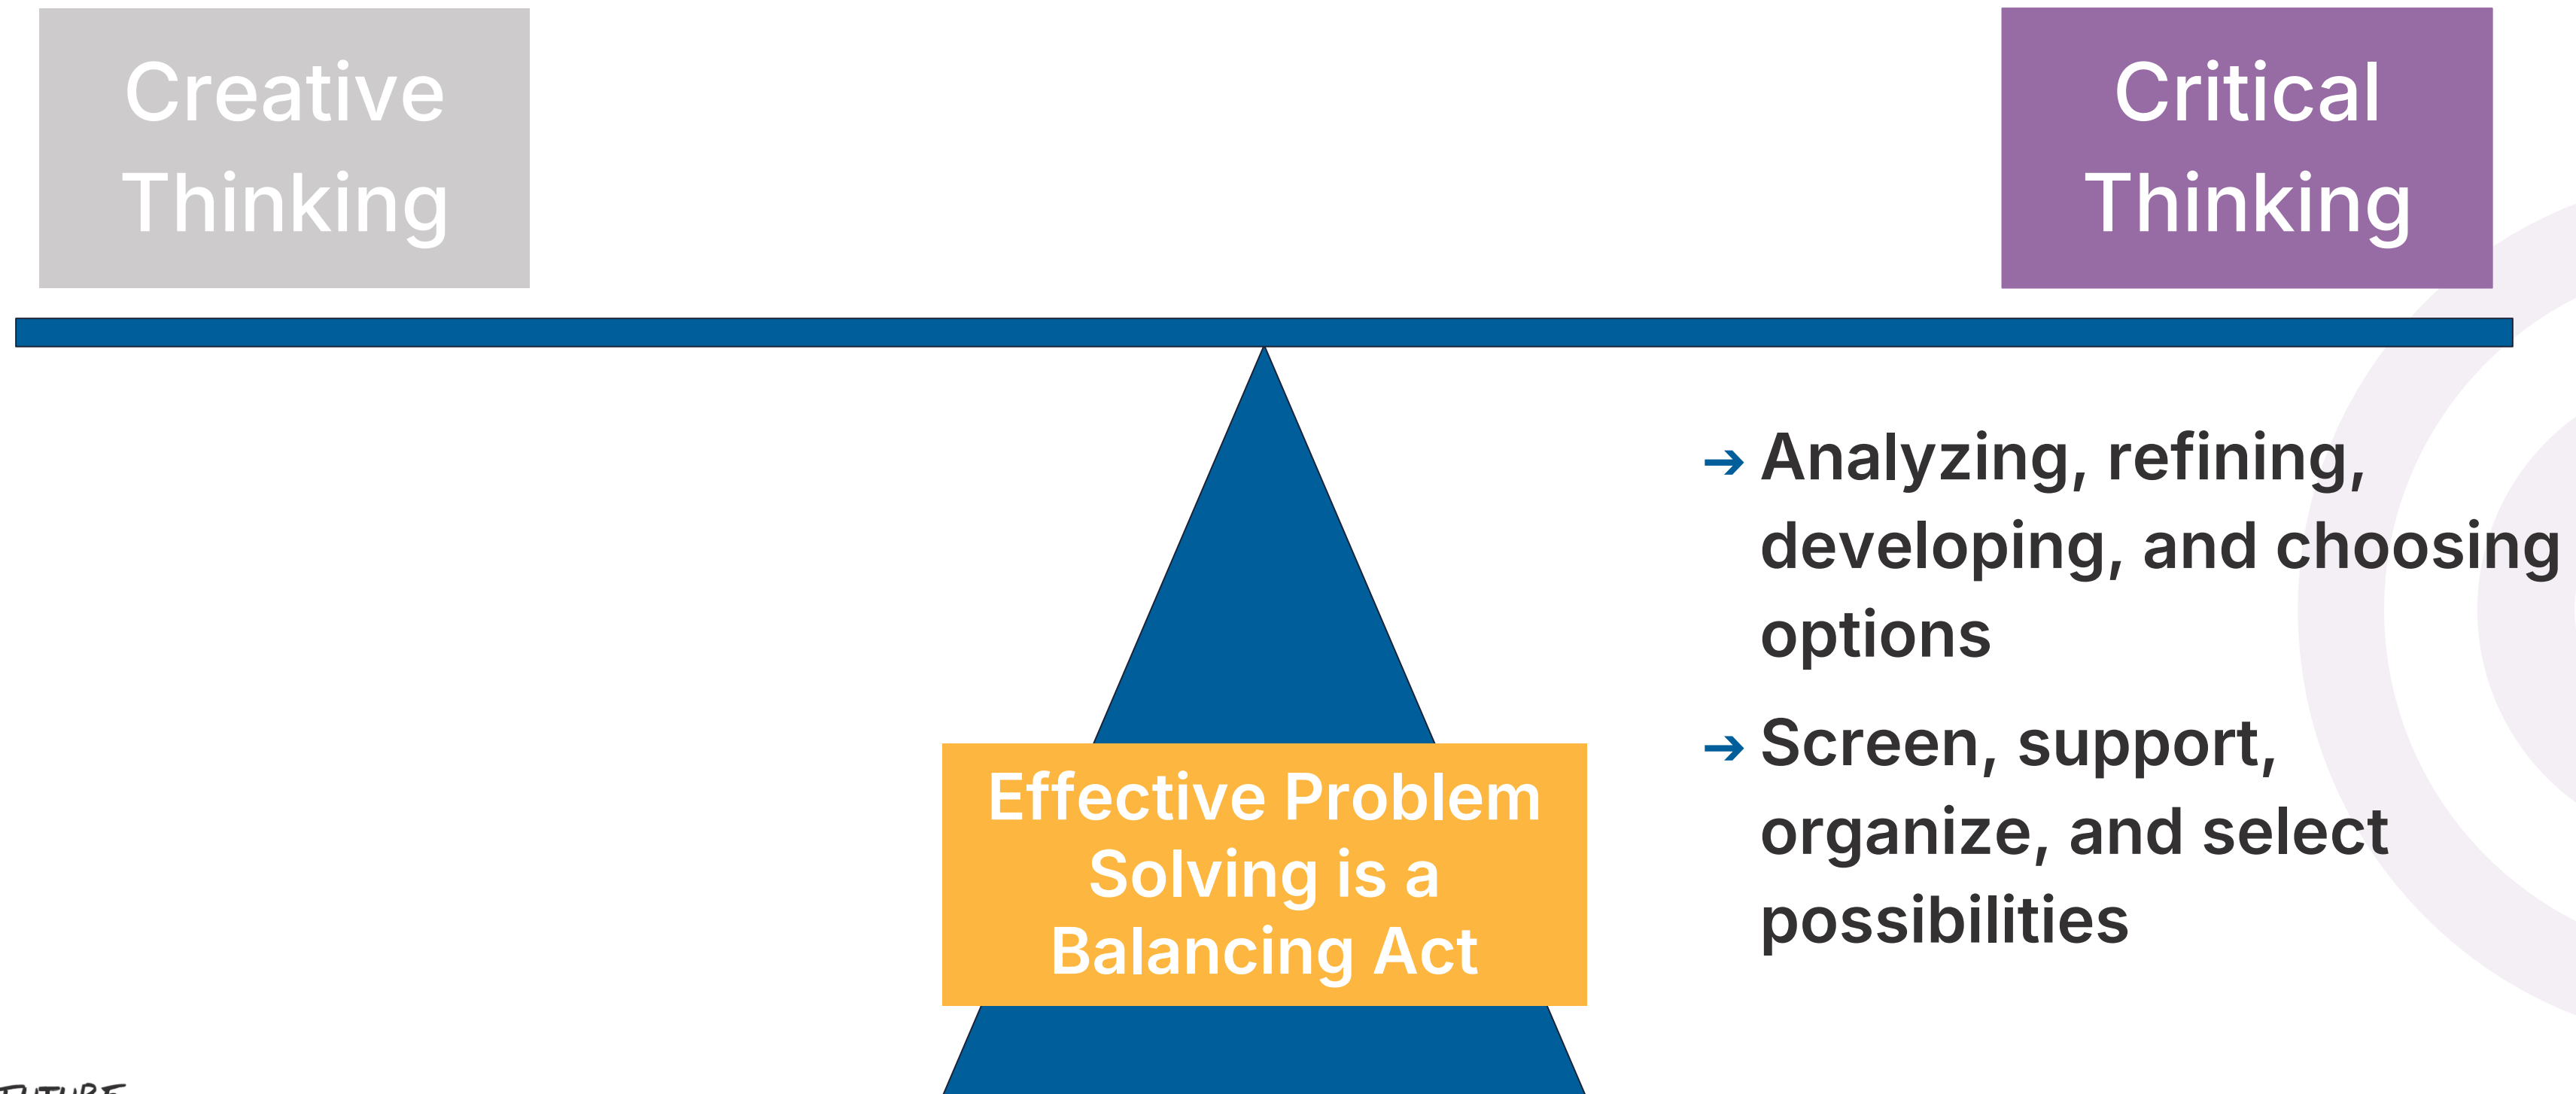 Creative
Thinking
Critical
Thinking
→ Analyzing, refining,
developing, and choosing
options
→ Screen, support,
organize, and select
possibilities
Effective Problem
Solving is a
Balancing Act
FUTURE